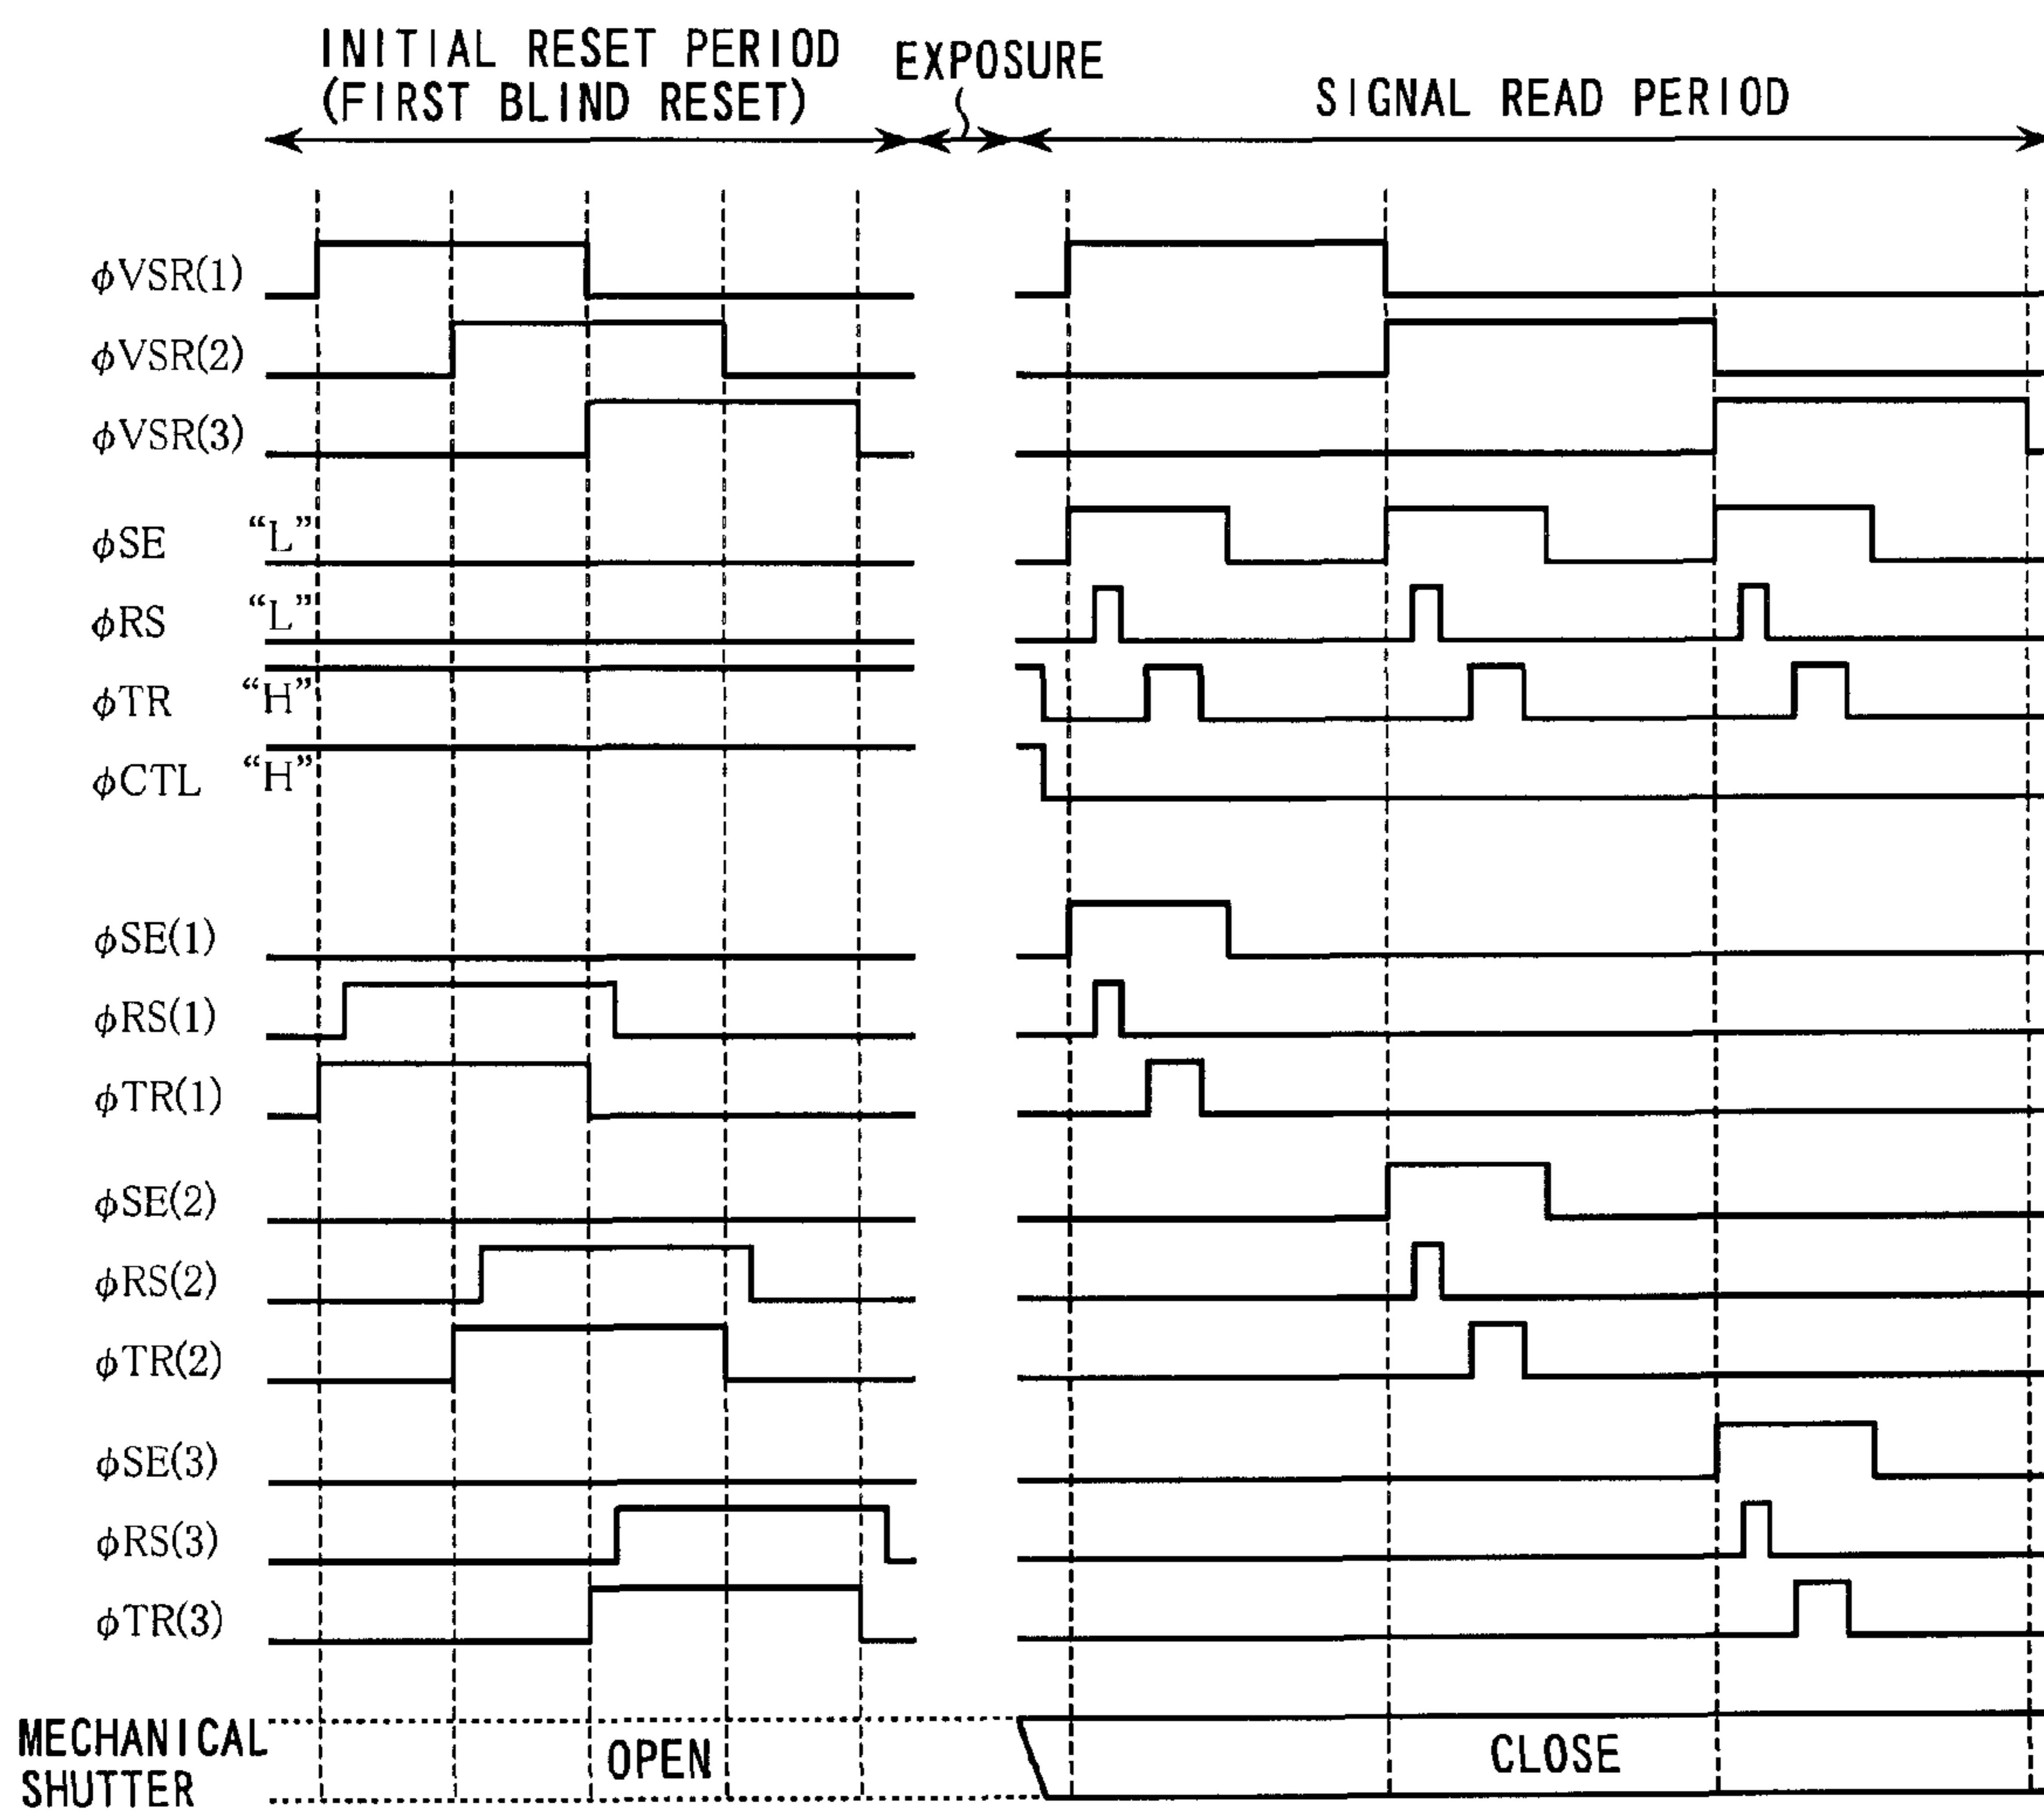 INITIAL RESET PERIOD
(FIRST BLIND RESET)
EXPOSURE
SIGNAL READ PERIOD
φVSR(1)
φVSR(2)
φVSR(3)
φSE "L"
φRS "L"
φTR "H"
φCTL "H"
φSE(1)
φRS(1)
φTR(1)
φSE(2)
φRS(2)
φTR(2)
φSE(3)
φRS(3)
φTR(3)
MECHANICAL
SHUTTER
OPEN
CLOSE